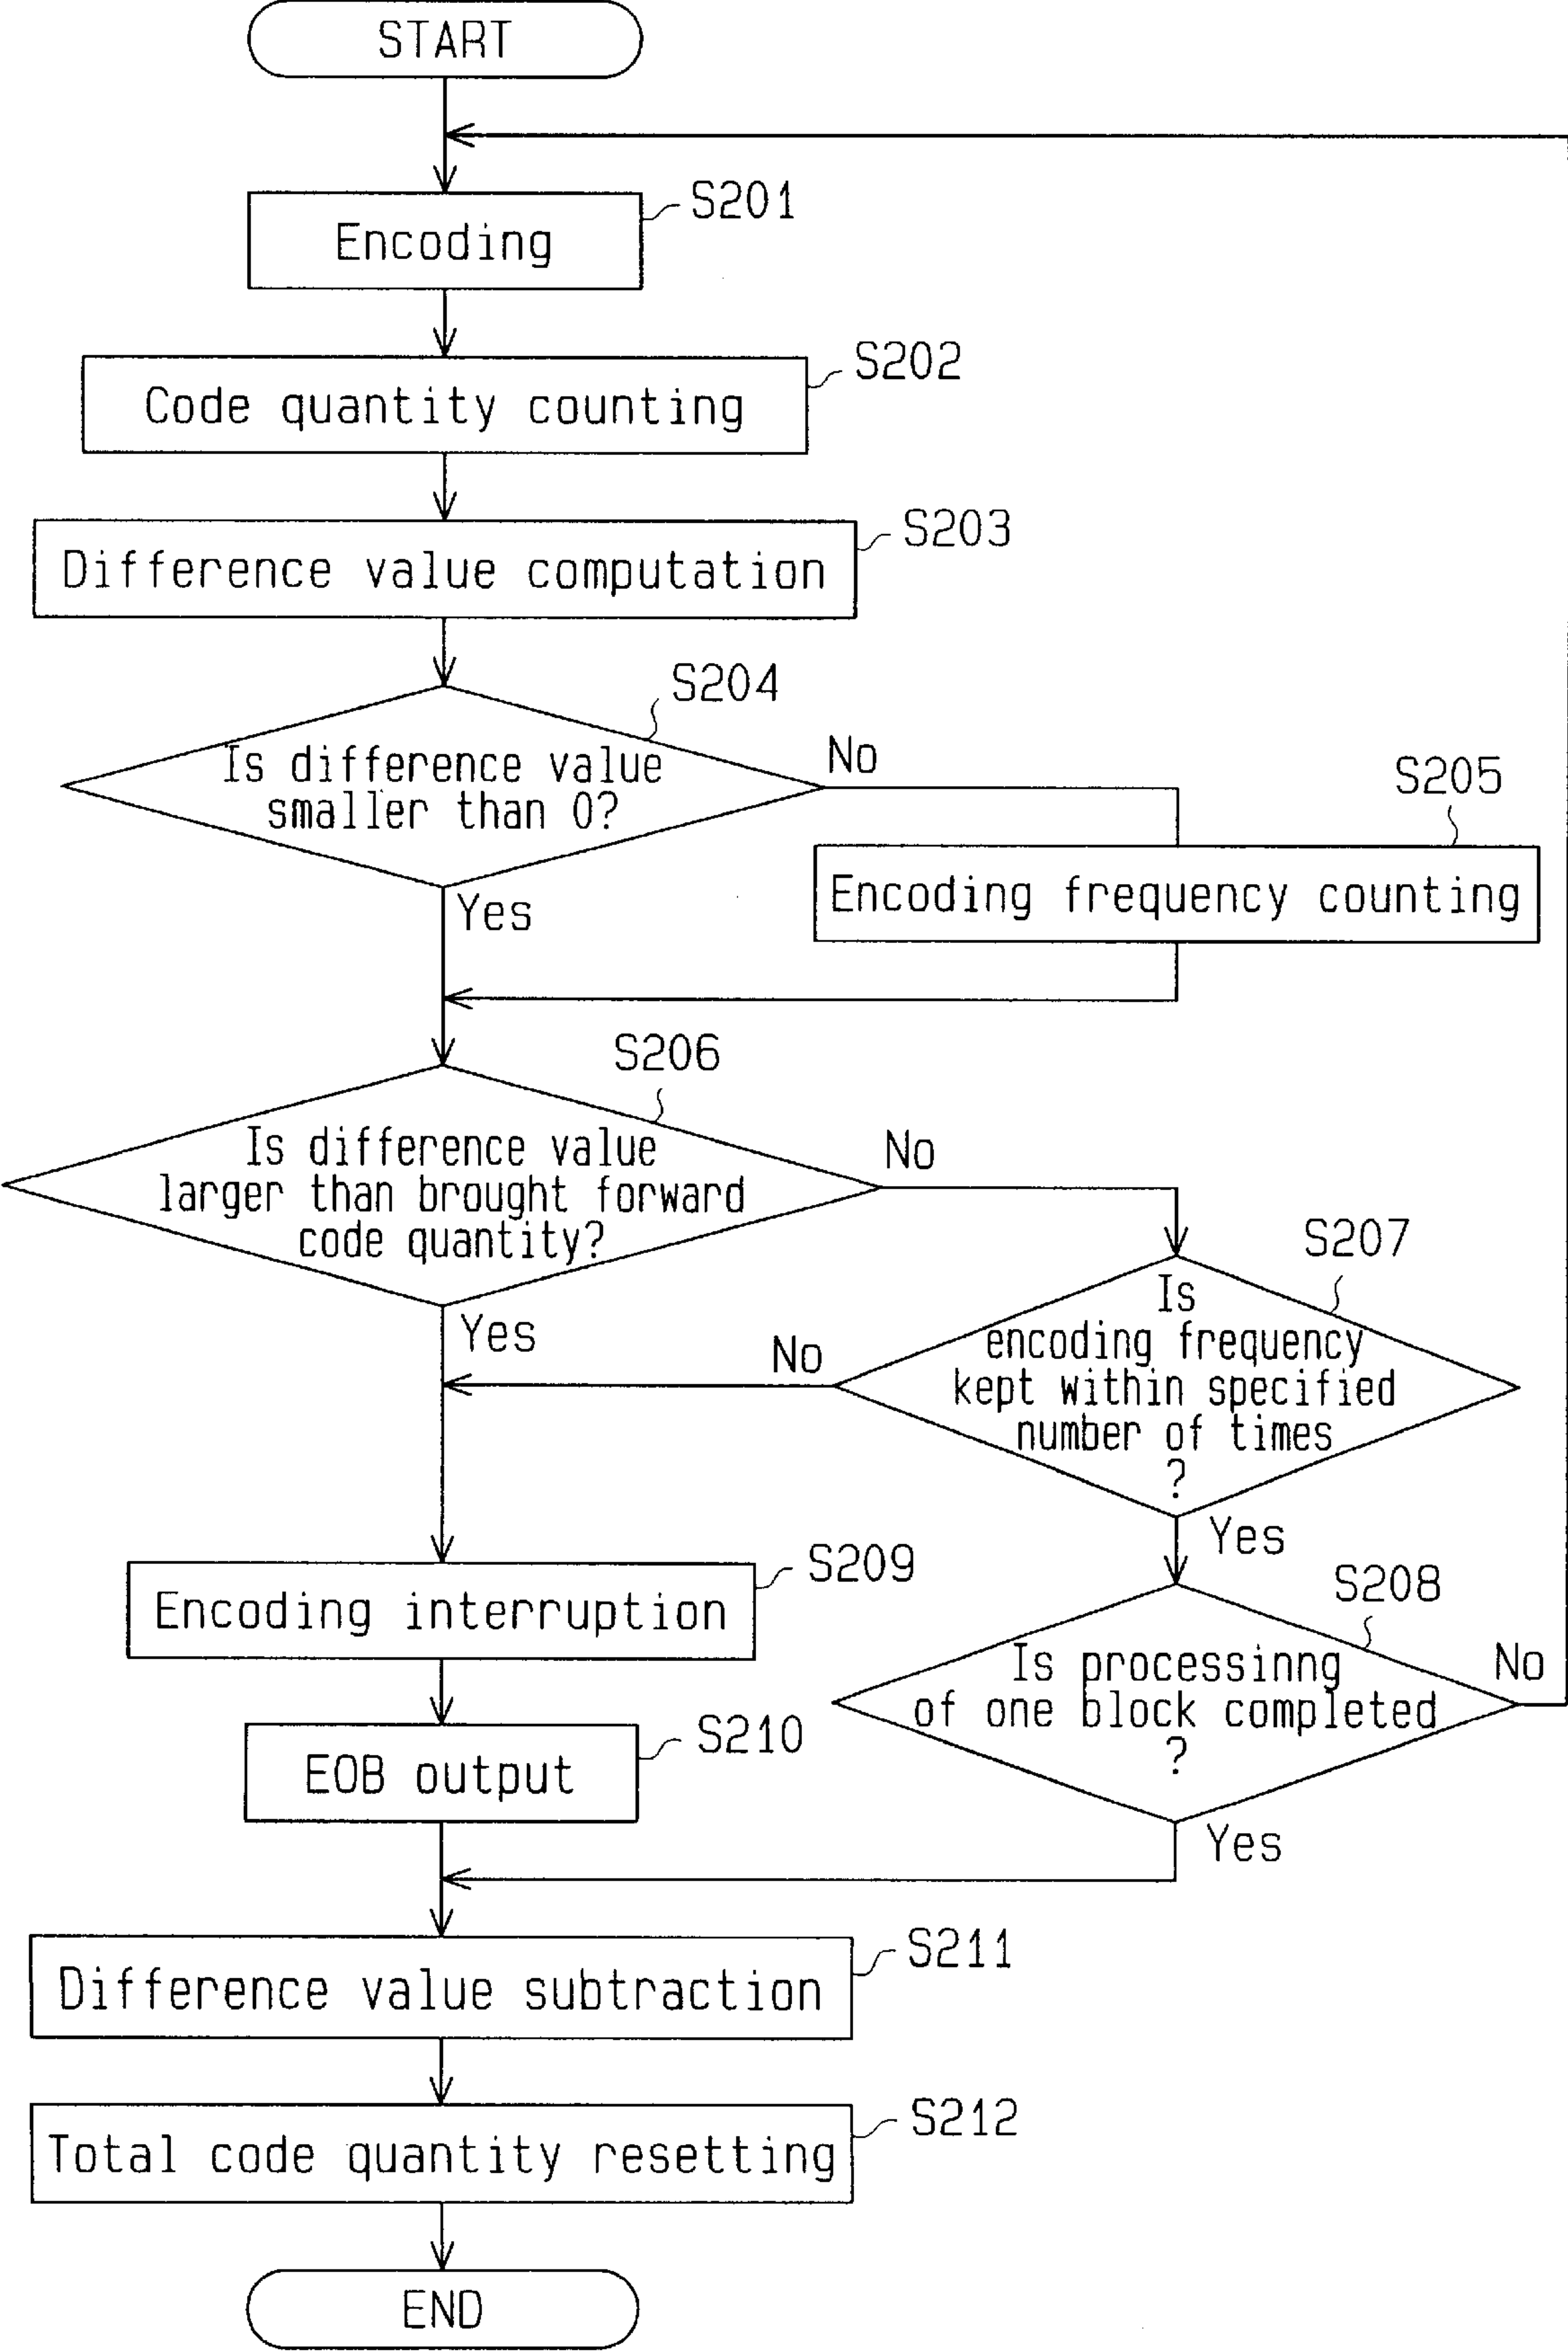 START
S201
Encoding
S202
Code quantity counting
S203
Difference value computation
S204
Is difference value
smaller than 0?
No
Yes
S205
Encoding frequency counting
S206
Is difference value
larger than brought forward
code quantity?
No
Yes
S207
Is
encoding frequency
kept within specified
number of times
?
No
Yes
S208
Is processinng
of one block completed
?
No
Yes
S209
Encoding interruption
S210
EOB output
S211
Difference value subtraction
S212
Total code quantity resetting
END